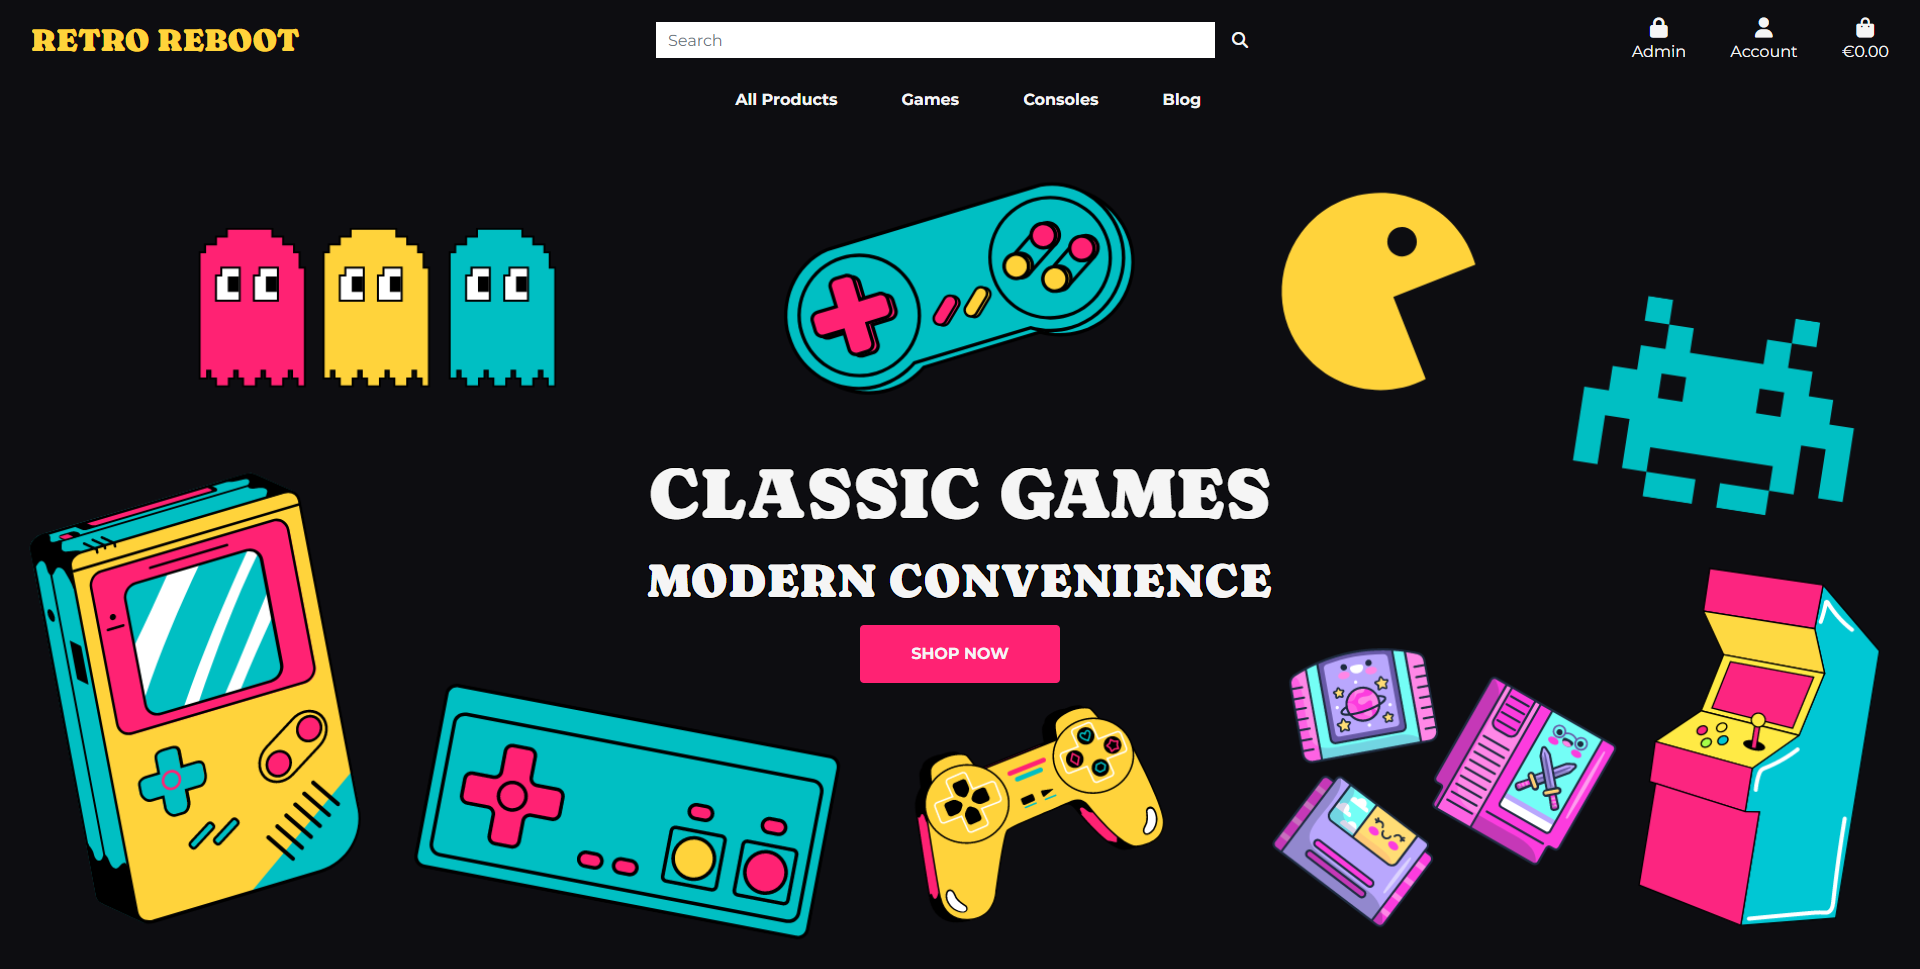 RETRO REBOOT
Search
Admin
Account
€0.00
All Products
Games
Consoles
Blog
CLASSIC GAMES
MODERN CONVENIENCE
SHOP NOW